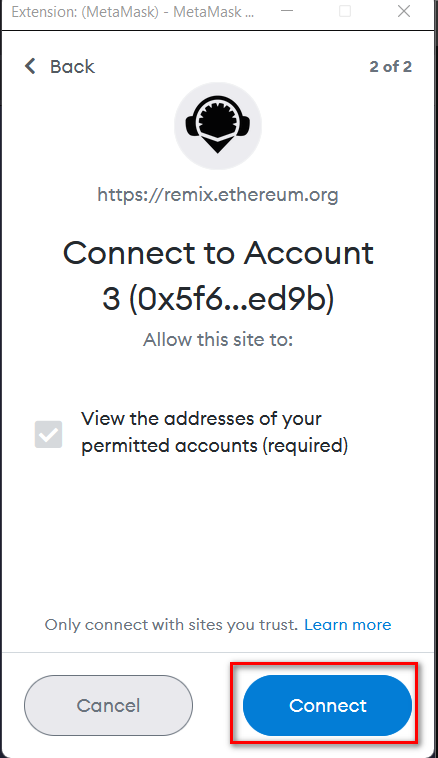 Extension: (MetaMask) - MetaMask ...
Back
2 of 2
https://remix.ethereum.org
Connect to Account
3 (0x5f6...ed9b)
Allow this site to:
View the addresses of your
permitted accounts (required)
Only connect with sites you trust. Learn more
Cancel
Connect